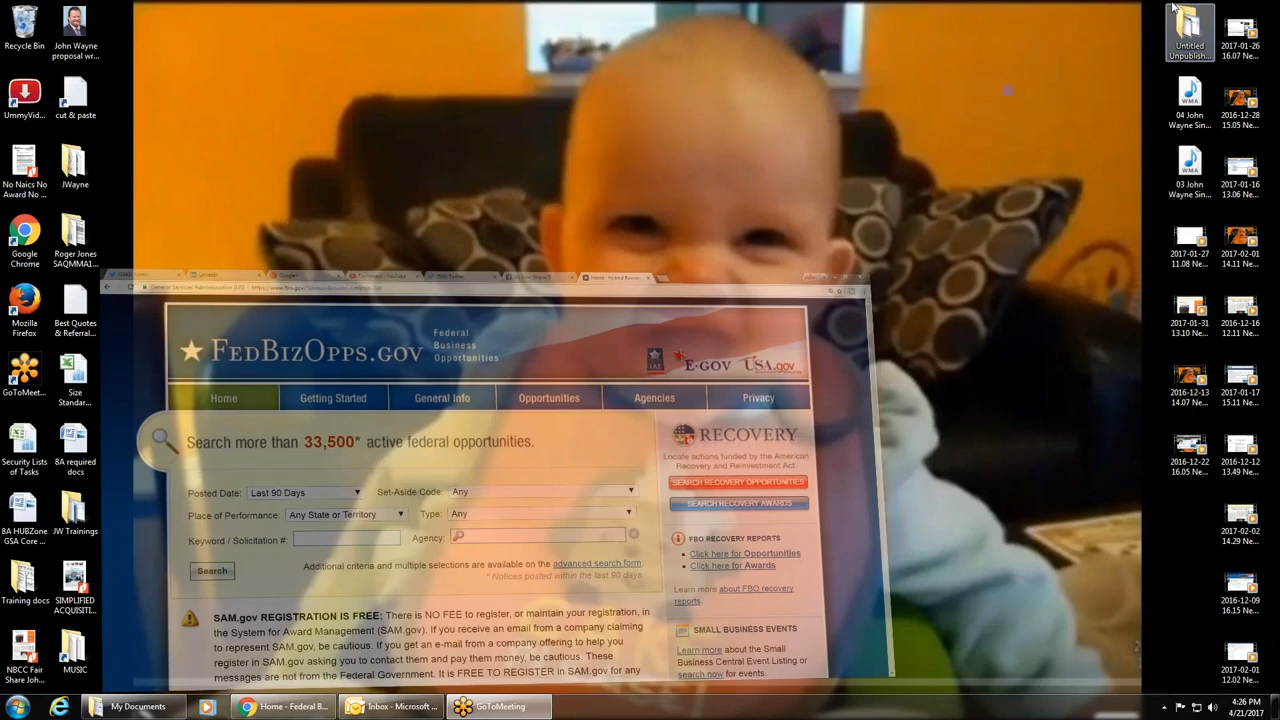 Recycle Bin
John Wayne
proposal wr...
UmmyVid...
cut & paste
No Naics No
Award No ...
JWayne
Google
Chrome
Roger Jones
SAQMMA1...
Mozilla
Firefox
Best Quotes
& Referral...
GoToMeet...
Size
Standar...
Security Lists
of Tasks
8A required
docs
8A HUBZone
GSA Core ...
JW Trainings
Training docs
SIMPLIFIED
ACQUISITI...
NBCC Fair
Share John...
MUSIC
Untitled
Unpublish...
2017-01-26
16.07 Ne...
WMA
04 John
Wayne Sin...
2016-12-28
15.05 Ne...
WMA
03 John
Wayne Sin...
2017-01-16
13.06 Ne...
2017-01-27
11.08 Ne...
2017-02-01
14.11 Ne...
2017-01-31
13.10 Ne...
2016-12-16
12.11 Ne...
2016-12-13
14.07 Ne...
2017-01-17
15.11 Ne...
2016-12-22
16.05 Ne...
2016-12-12
13.49 Ne...
2017-02-02
14.29 Ne...
2016-12-09
16.15 Ne...
2017-02-01
12.02 Ne...
Google+
Home - Federal Busine...
General Services Administration [US]
FEDBIZOPPS.GOV
Federal
Business
Opportunities
IAE
E-GOV
USA.gov
Home
Getting Started
General Info
Opportunities
Agencies
Privacy
Search more than 33,500* active federal opportunities.
Posted Date: Last 90 Days
Set-Aside Code: Any
Place of Performance: Any State or Territory
Type: Any
Keyword / Solicitation #:
Agency:
Search
Additional criteria and multiple selections are available on the advanced search form.
* Notices posted within the last 90 days.
SAM.gov REGISTRATION IS FREE: There is NO FEE to register, or maintain your registration, in
the System for Award Management (SAM.gov). If you receive an email from a company claiming
to represent SAM.gov, be cautious. If you get an e-mail from a company offering to help you
register in SAM.gov asking you to contact them and pay them money, be cautious. These
messages are not from the Federal Government. It is FREE TO REGISTER in SAM.gov for any
RECOVERY
Locate actions funded by the American
Recovery and Reinvestment Act.
SEARCH RECOVERY OPPORTUNITIES
SEARCH RECOVERY AWARDS
FBO RECOVERY REPORTS
Click here for Opportunities
Click here for Awards
Learn more about FBO recovery
reports.
SMALL BUSINESS EVENTS
Learn more about the Small
Business Central Event Listing or
search now for events.
My Documents
Home - Federal B...
Inbox - Microsoft ...
GoToMeeting
4:26 PM
4/21/2017